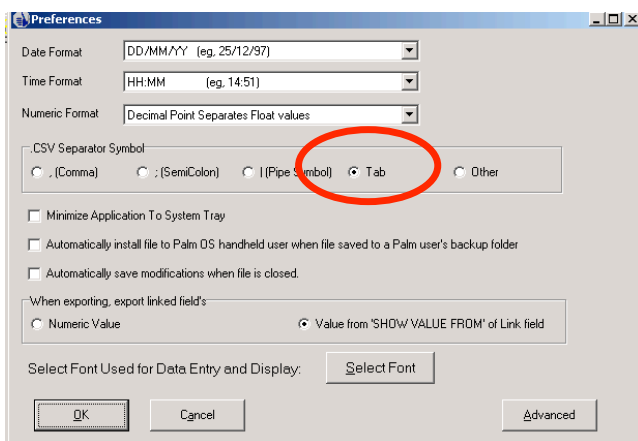 Preferences
Date Format DD/MM/YY (eg, 25/12/97)
Time Format HH:MM (eg, 14:51)
Numeric Format Decimal Point Separates Float values
.CSV Separator Symbol
, (Comma) ; (SemiColon) | (Pipe Symbol) Tab Other
Minimize Application To System Tray
Automatically install file to Palm OS handheld user when file saved to a Palm user's backup folder
Automatically save modifications when file is closed.
When exporting, export linked field's
Numeric Value Value from 'SHOW VALUE FROM' of Link field
Select Font Used for Data Entry and Display: Select Font
OK Cancel Advanced